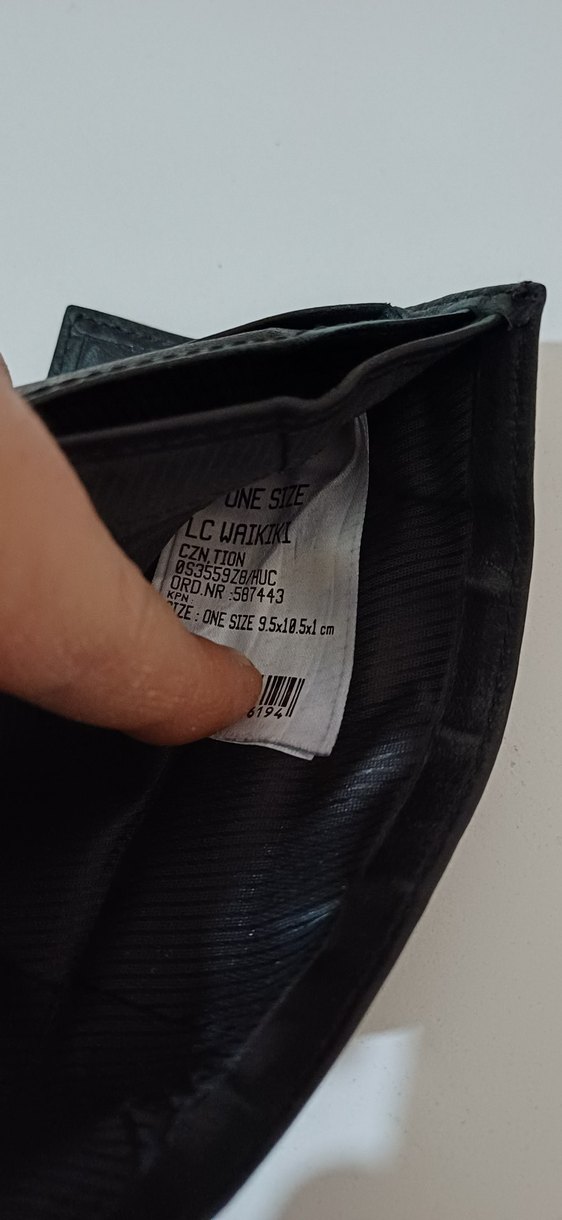 ONE SIZE
LC WAIKIKI
CZN.TION
0S3559Z8/HUC
ORD.NR :587443
KPN
SIZE : ONE SIZE 9.5x10.5x1 cm
6194